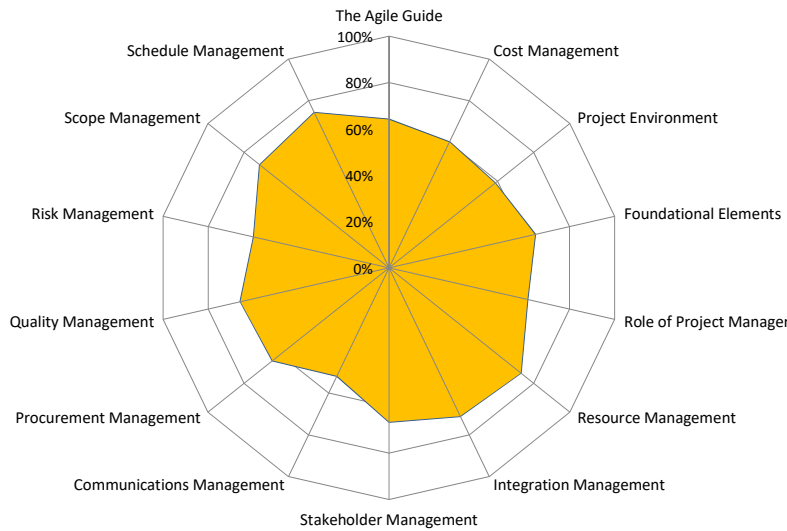 The Agile Guide
Cost Management
Project Environment
Foundational Elements
Role of Project Manager
Resource Management
Integration Management
Stakeholder Management
Communications Management
Procurement Management
Quality Management
Risk Management
Scope Management
Schedule Management
100%
80%
60%
40%
20%
0%